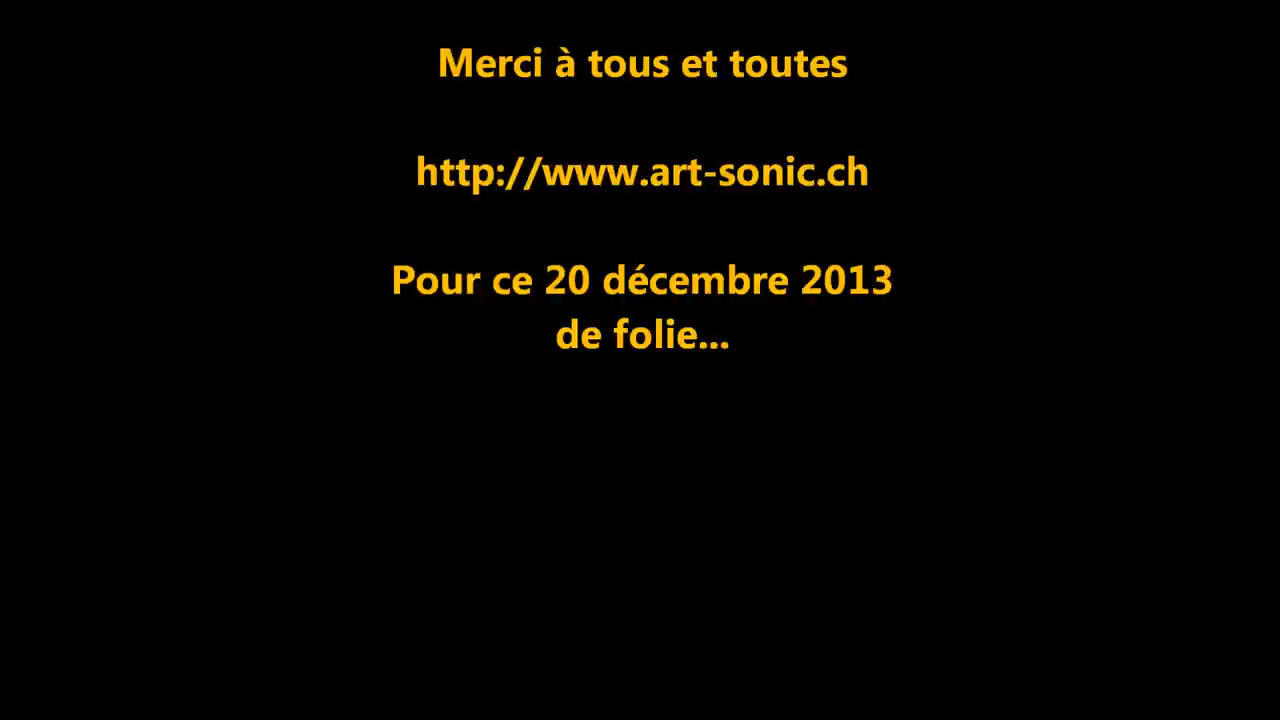 Merci à tous et toutes
http://www.art-sonic.ch
Pour ce 20 décembre 2013
de folie...